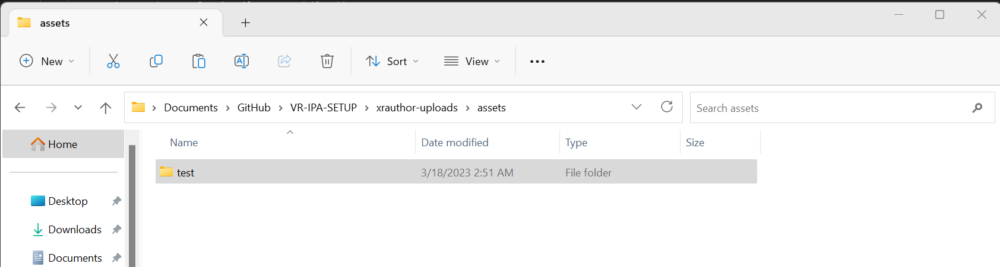 assets
New
Sort
View
Documents > GitHub > VR-IPA-SETUP > xrauthor-uploads > assets
Search assets
Home
Name
Date modified
Type
Size
test
3/18/2023 2:51 AM
File folder
Desktop
Downloads
Documents